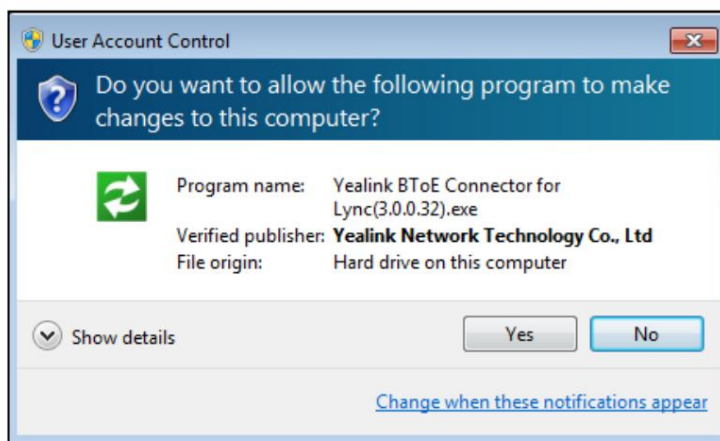 User Account Control
Do you want to allow the following program to make
changes to this computer?
Program name: Yealink BToE Connector for
Lync(3.0.0.32).exe
Verified publisher: Yealink Network Technology Co., Ltd
File origin: Hard drive on this computer
Show details Yes No
Change when these notifications appear